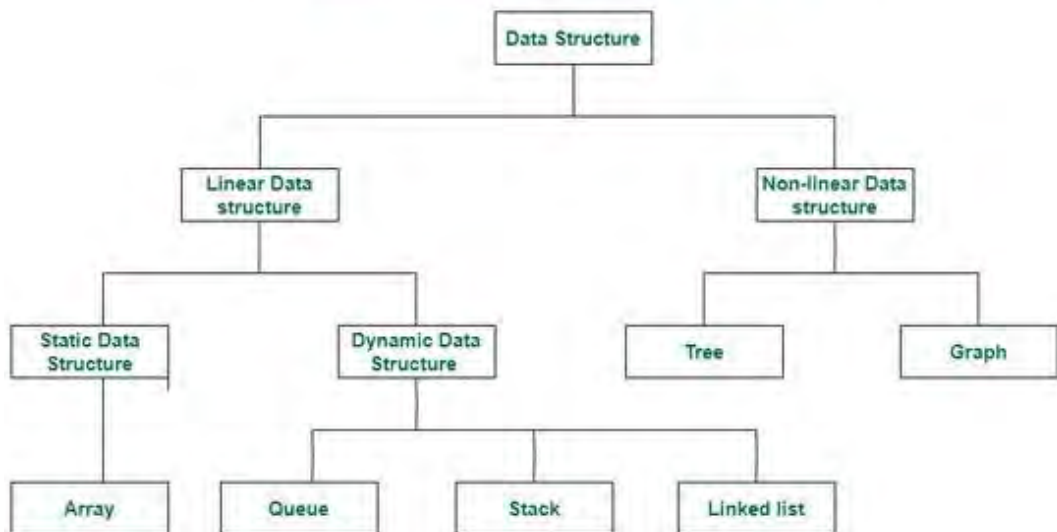 Data Structure
Linear Data
structure
Non-linear Data
structure
Static Data
Structure
Dynamic Data
Structure
Tree
Graph
Array
Queue
Stack
Linked list